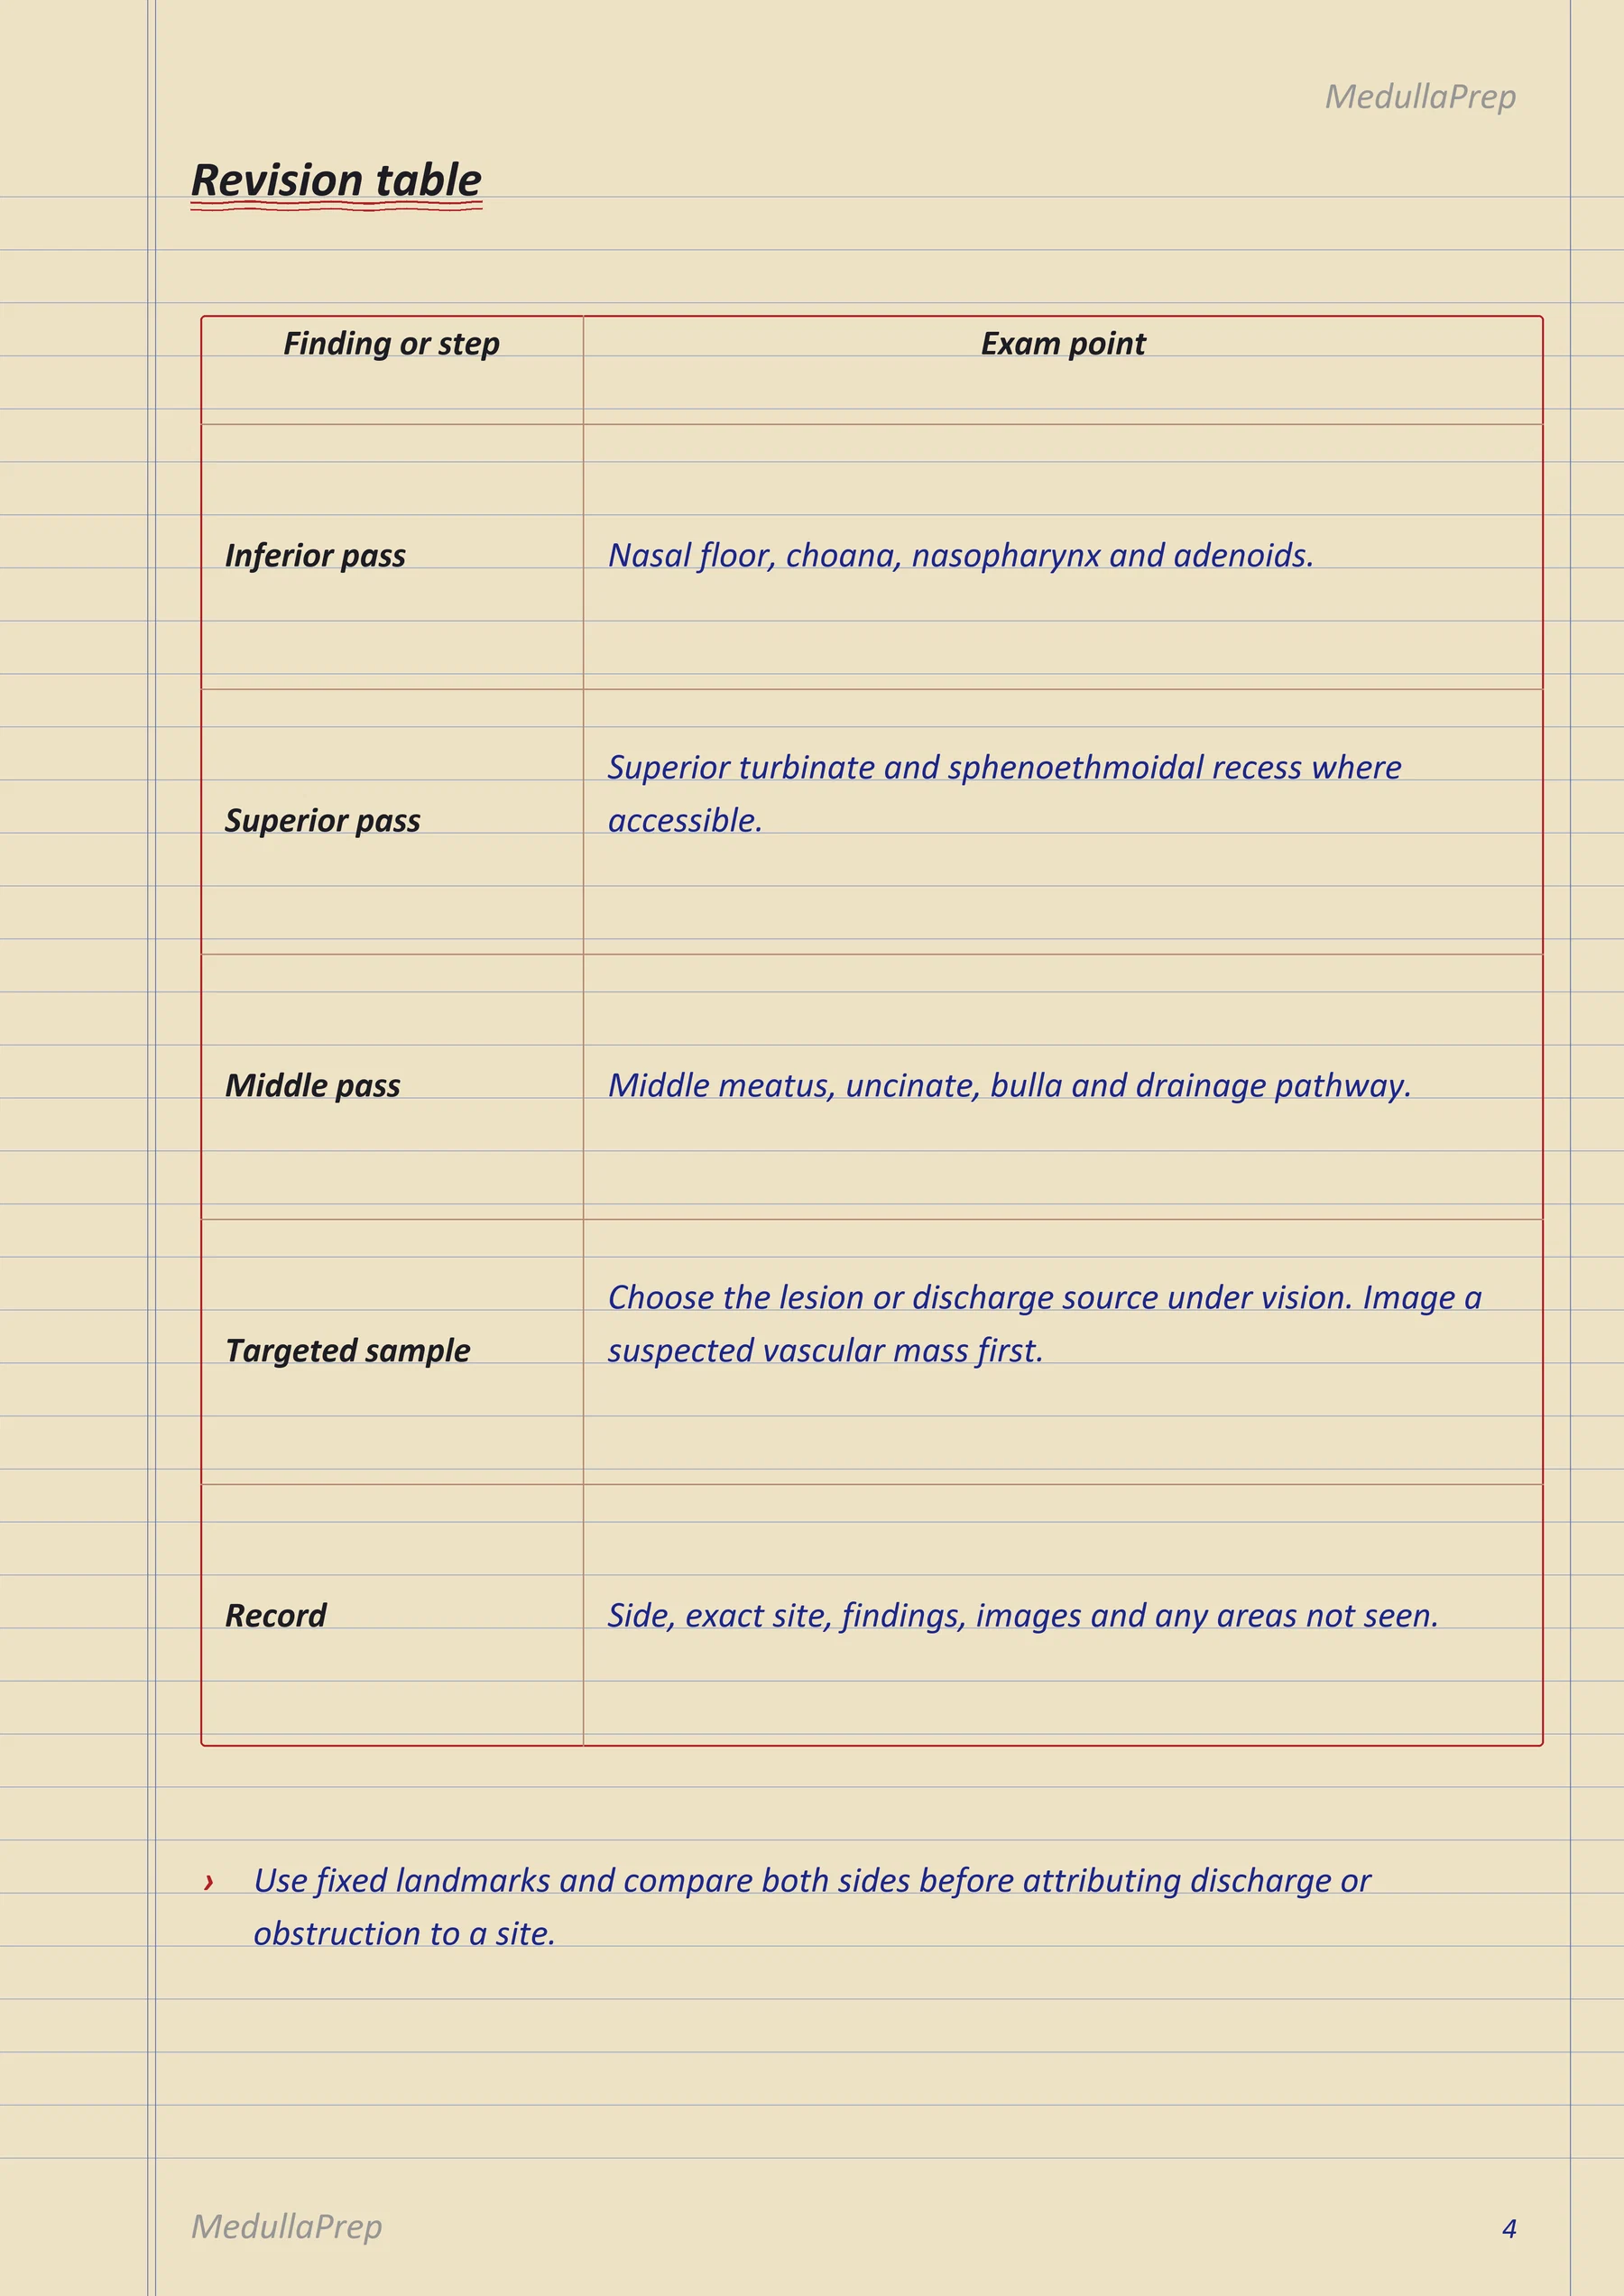 MedullaPrep
Revision table
Finding or step
Exam point
Inferior pass
Nasal floor, choana, nasopharynx and adenoids.
Superior pass
Superior turbinate and sphenoethmoidal recess where
accessible.
Middle pass
Middle meatus, uncinate, bulla and drainage pathway.
Targeted sample
Choose the lesion or discharge source under vision. Image a
suspected vascular mass first.
Record
Side, exact site, findings, images and any areas not seen.
› Use fixed landmarks and compare both sides before attributing discharge or
obstruction to a site.
MedullaPrep
4